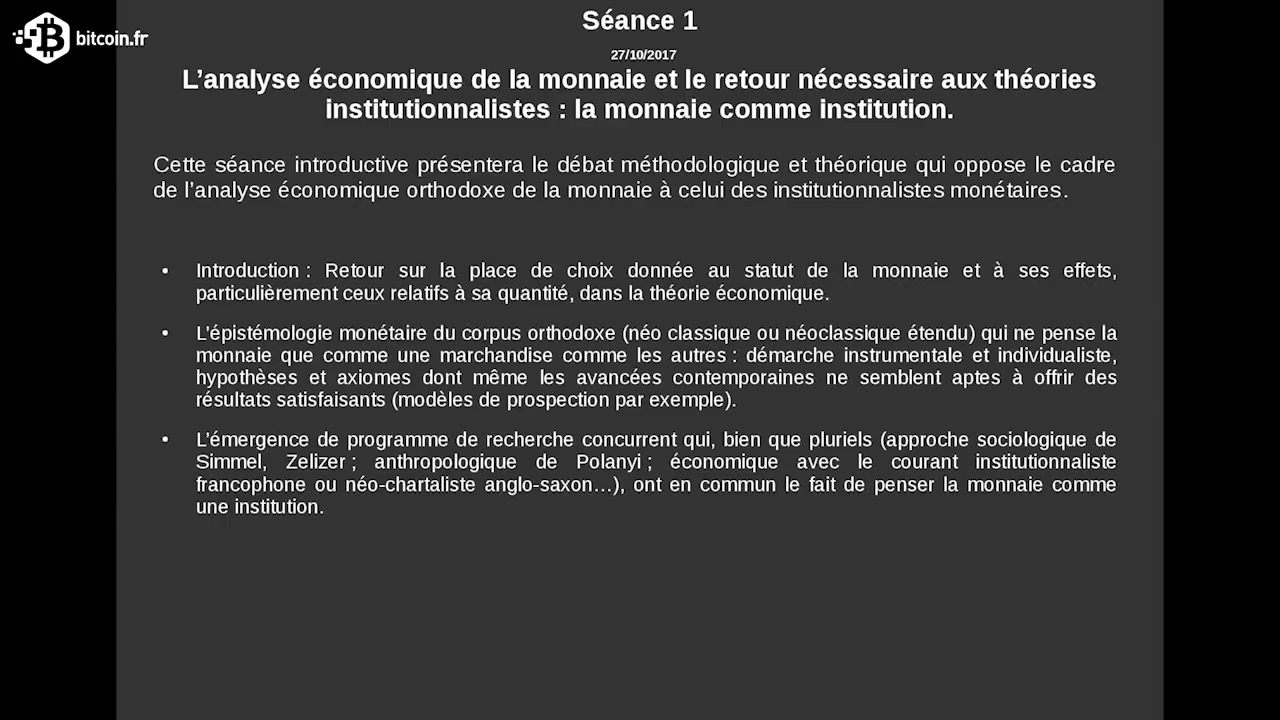 bitcoin.fr
Séance 1
27/10/2017
L’analyse économique de la monnaie et le retour nécessaire aux théories
institutionnalistes : la monnaie comme institution.
Cette séance introductive présentera le débat méthodologique et théorique qui oppose le cadre
de l’analyse économique orthodoxe de la monnaie à celui des institutionnalistes monétaires.
• Introduction : Retour sur la place de choix donnée au statut de la monnaie et à ses effets,
particulièrement ceux relatifs à sa quantité, dans la théorie économique.
• L’épistémologie monétaire du corpus orthodoxe (néo classique ou néoclassique étendu) qui ne pense la
monnaie que comme une marchandise comme les autres : démarche instrumentale et individualiste,
hypothèses et axiomes dont même les avancées contemporaines ne semblent aptes à offrir des
résultats satisfaisants (modèles de prospection par exemple).
• L’émergence de programme de recherche concurrent qui, bien que pluriels (approche sociologique de
Simmel, Zelizer ; anthropologique de Polanyi ; économique avec le courant institutionnaliste
francophone ou néo-chartaliste anglo-saxon…), ont en commun le fait de penser la monnaie comme
une institution.